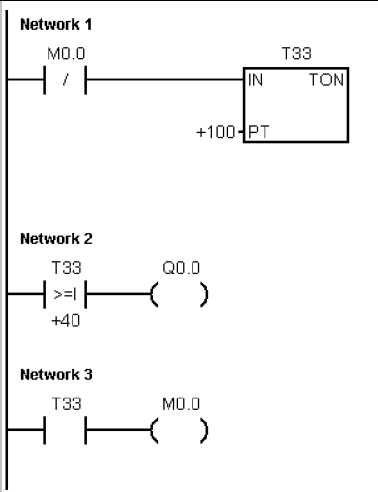 Network 1
M0.0 T33
/ IN TON
+100 PT
Network 2
T33 Q0.0
>=I
+40
Network 3
T33 M0.0